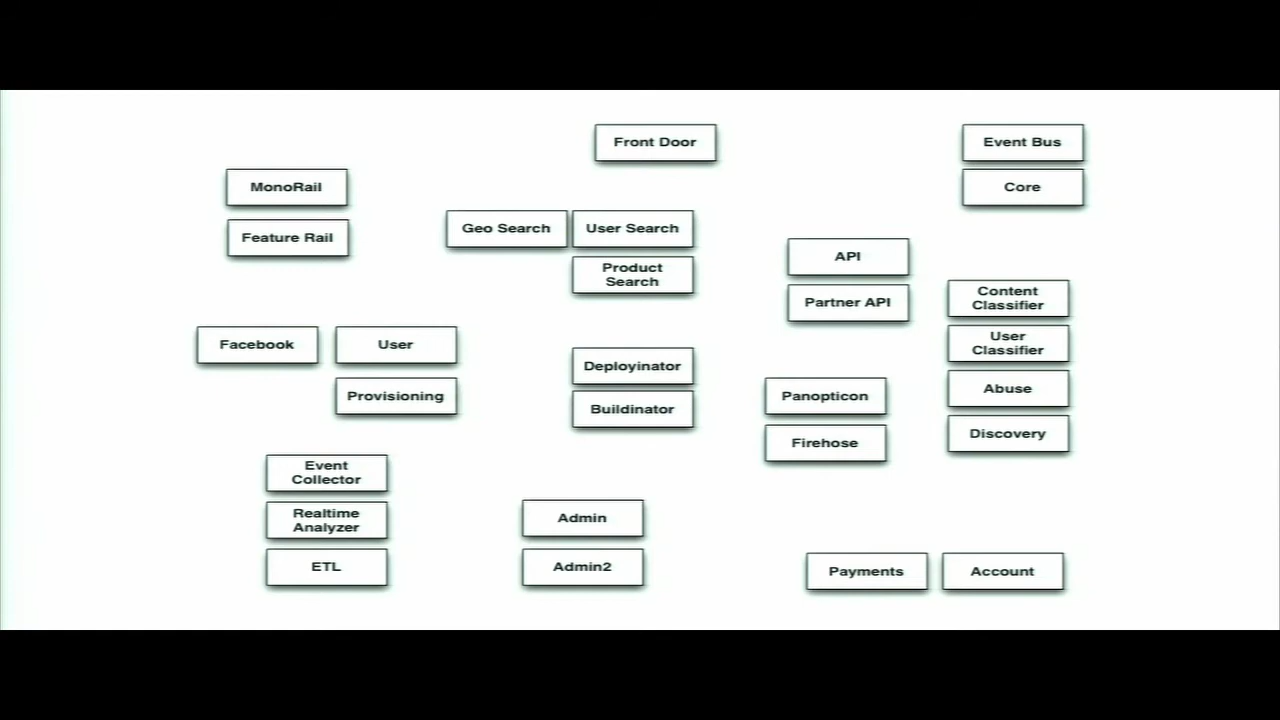 Front Door
Event Bus
MonoRail
Core
Feature Rail
Geo Search
User Search
Product
Search
API
Partner API
Content
Classifier
Facebook
User
User
Classifier
Provisioning
Deployinator
Buildinator
Panopticon
Firehose
Abuse
Discovery
Event
Collector
Realtime
Analyzer
ETL
Admin
Admin2
Payments
Account